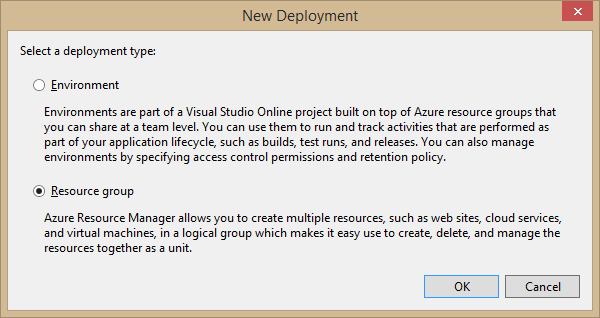 New Deployment
Select a deployment type:
Environment
Environments are part of a Visual Studio Online project built on top of Azure resource groups that
you can share at a team level. You can use them to run and track activities that are performed as
part of your application lifecycle, such as builds, test runs, and releases. You can also manage
environments by specifying access control permissions and retention policy.
Resource group
Azure Resource Manager allows you to create multiple resources, such as web sites, cloud services,
and virtual machines, in a logical group which makes it easy use to create, delete, and manage the
resources together as a unit.
OK
Cancel